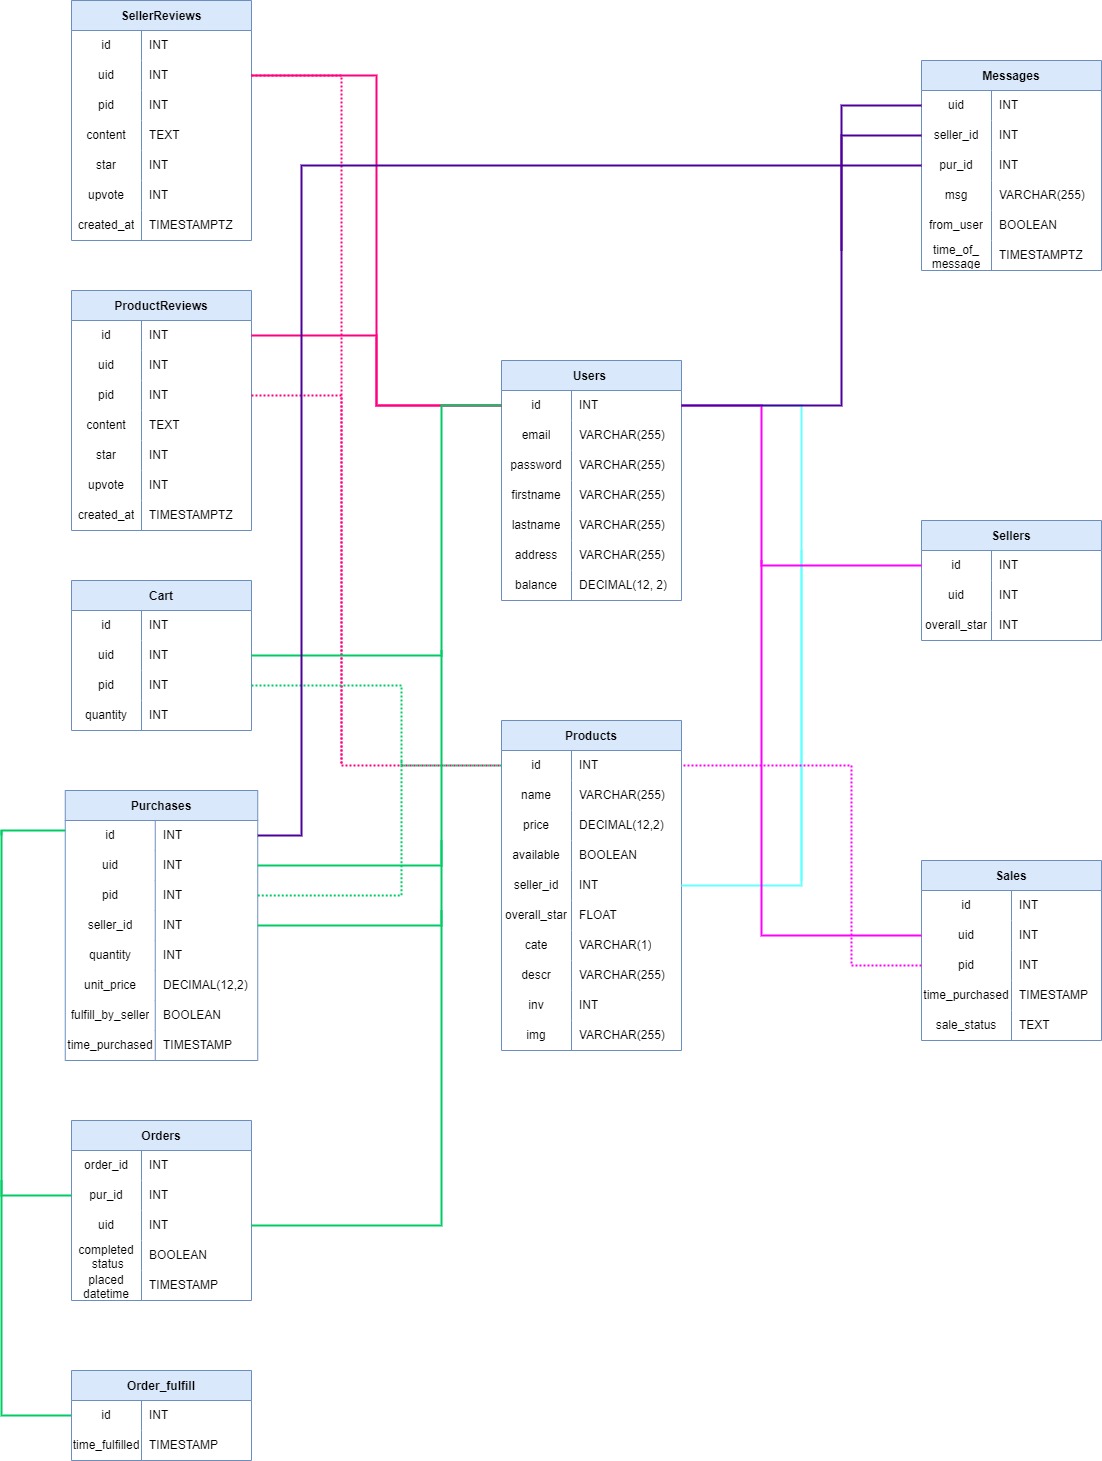 SellerReviews
id INT
uid INT
pid INT
content TEXT
star INT
upvote INT
created_at TIMESTAMPTZ
Messages
uid INT
seller_id INT
pur_id INT
msg VARCHAR(255)
from_user BOOLEAN
time_of_
message TIMESTAMPTZ
ProductReviews
id INT
uid INT
pid INT
content TEXT
star INT
upvote INT
created_at TIMESTAMPTZ
Users
id INT
email VARCHAR(255)
password VARCHAR(255)
firstname VARCHAR(255)
lastname VARCHAR(255)
address VARCHAR(255)
balance DECIMAL(12, 2)
Sellers
id INT
uid INT
overall_star INT
Cart
id INT
uid INT
pid INT
quantity INT
Products
id INT
name VARCHAR(255)
price DECIMAL(12,2)
available BOOLEAN
seller_id INT
overall_star FLOAT
cate VARCHAR(1)
descr VARCHAR(255)
inv INT
img VARCHAR(255)
Purchases
id INT
uid INT
pid INT
seller_id INT
quantity INT
unit_price DECIMAL(12,2)
fulfill_by_seller BOOLEAN
time_purchased TIMESTAMP
Sales
id INT
uid INT
pid INT
time_purchased TIMESTAMP
sale_status TEXT
Orders
order_id INT
pur_id INT
uid INT
completed
status BOOLEAN
placed
datetime TIMESTAMP
Order_fulfill
id INT
time_fulfilled TIMESTAMP